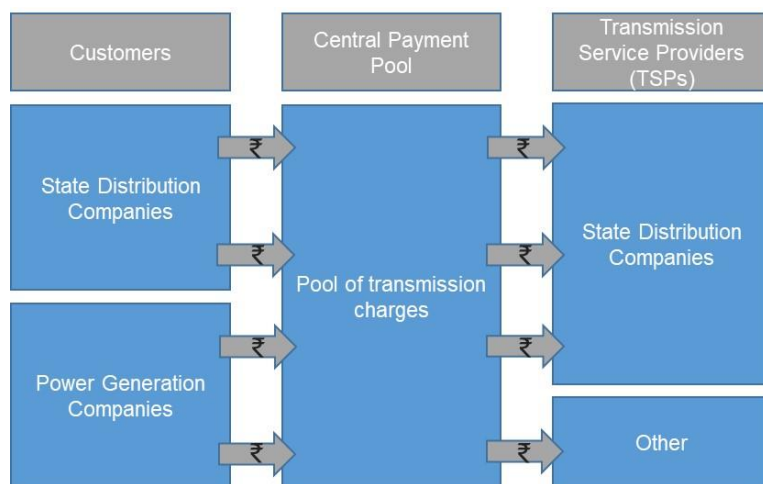 Customers
Central Payment
Pool
Transmission
Service Providers
(TSPs)
State Distribution
Companies
₹
₹
₹
₹
Power Generation
Companies
Pool of transmission
charges
₹
₹
₹
₹
State Distribution
Companies
Other